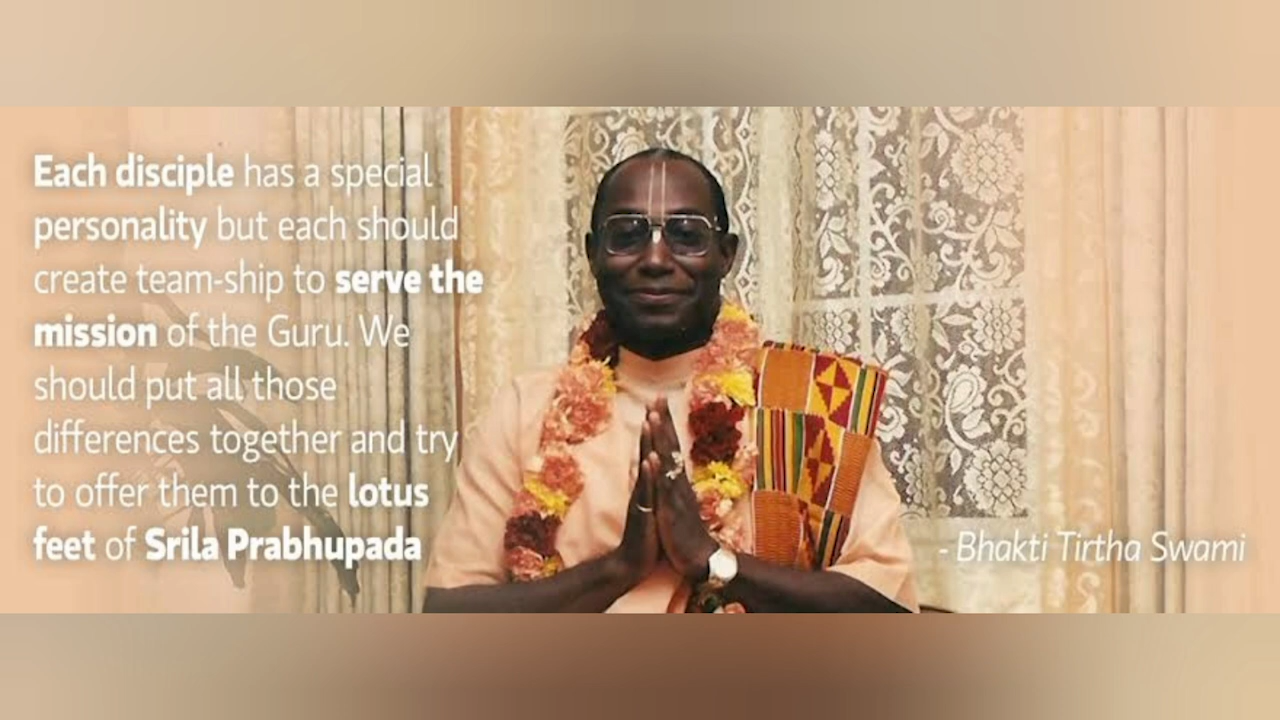 Each disciple has a special
personality but each should
create team-ship to serve the
mission of the Guru. We
should put all those
differences together and try
to offer them to the lotus
feet of Srila Prabhupada
- Bhakti Tirtha Swami